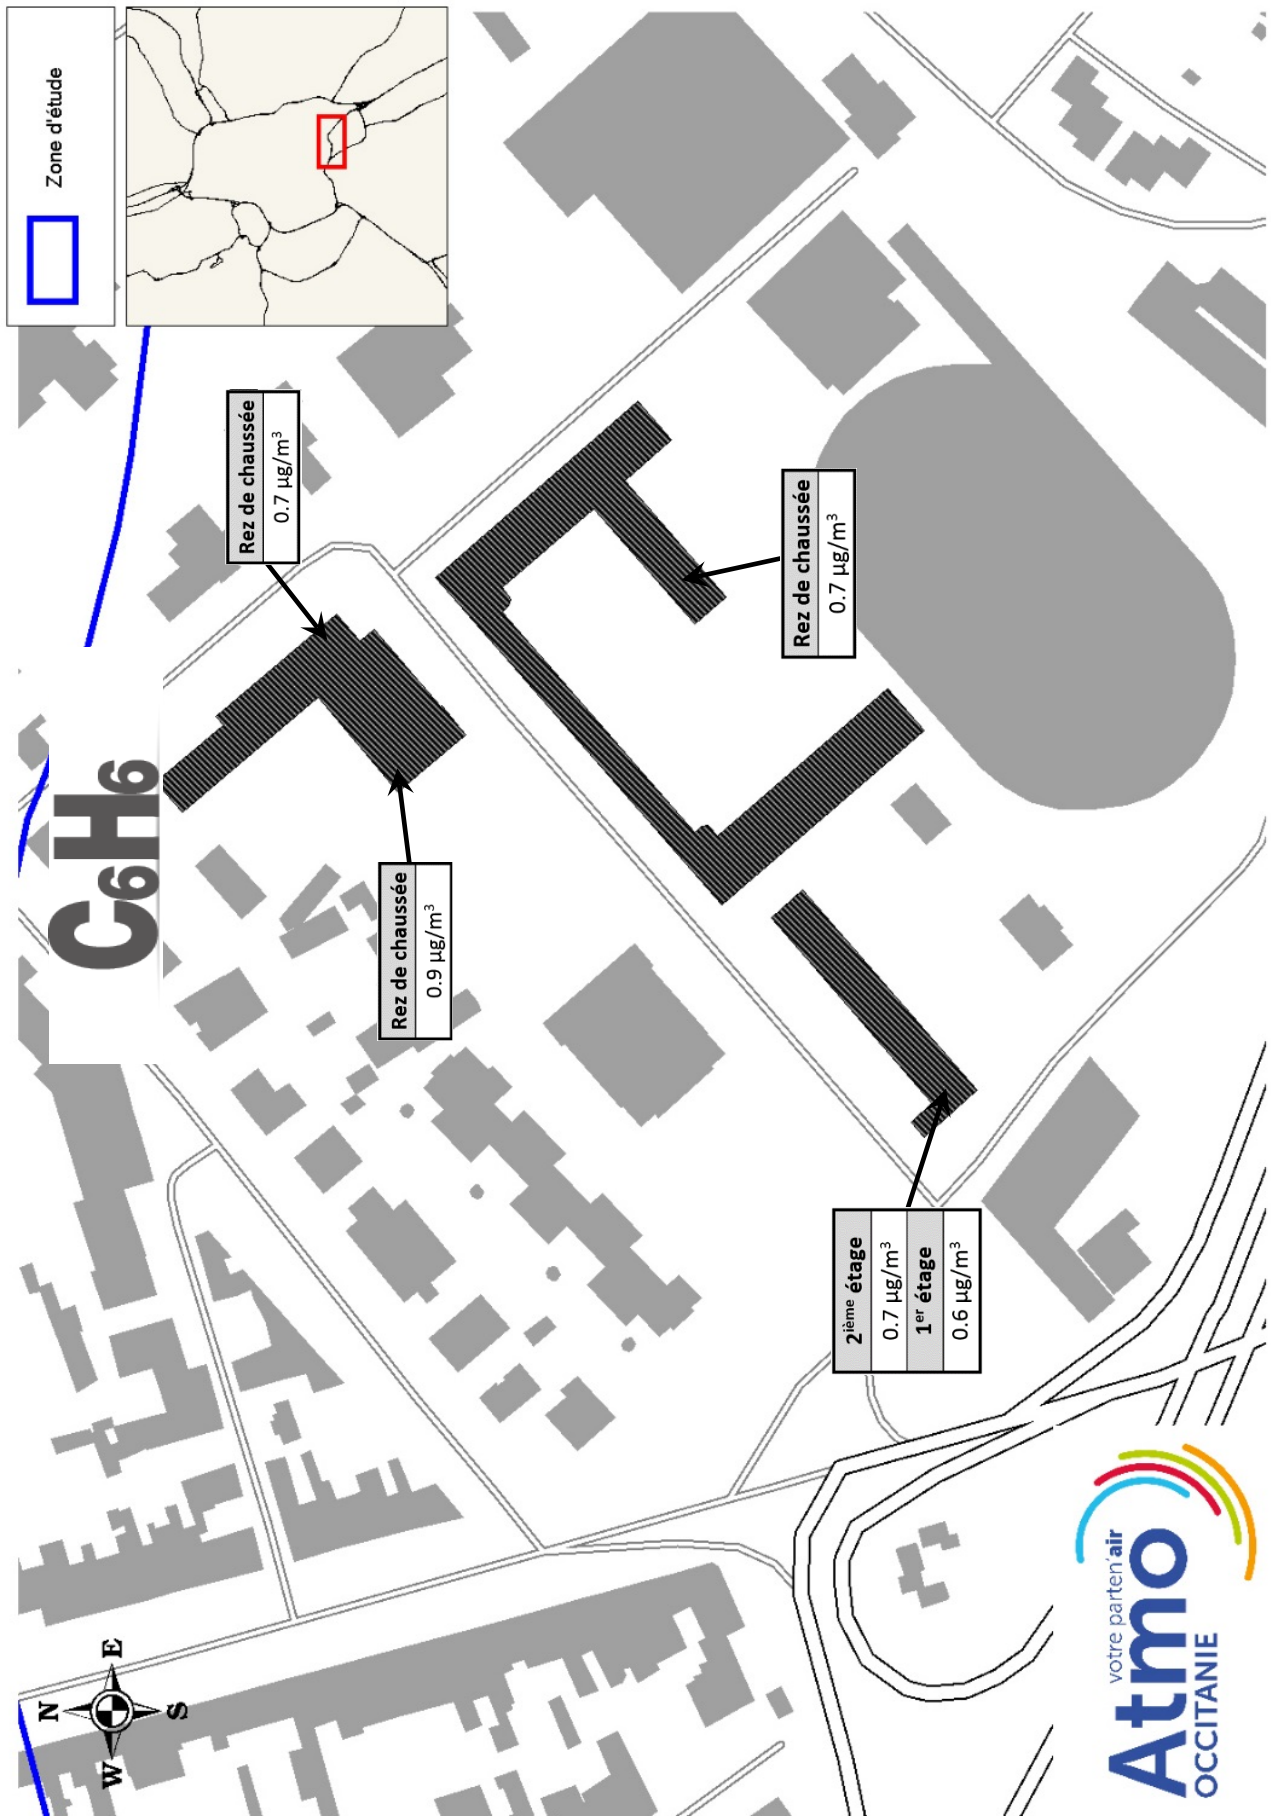 C₆H₆
Zone d'étude
Rez de chaussée
0.7 µg/m³
Rez de chaussée
0.9 µg/m³
Rez de chaussée
0.7 µg/m³
2ième étage
0.7 µg/m³
1er étage
0.6 µg/m³
N
W
E
S
votre parten'air
Atmo
OCCITANIE